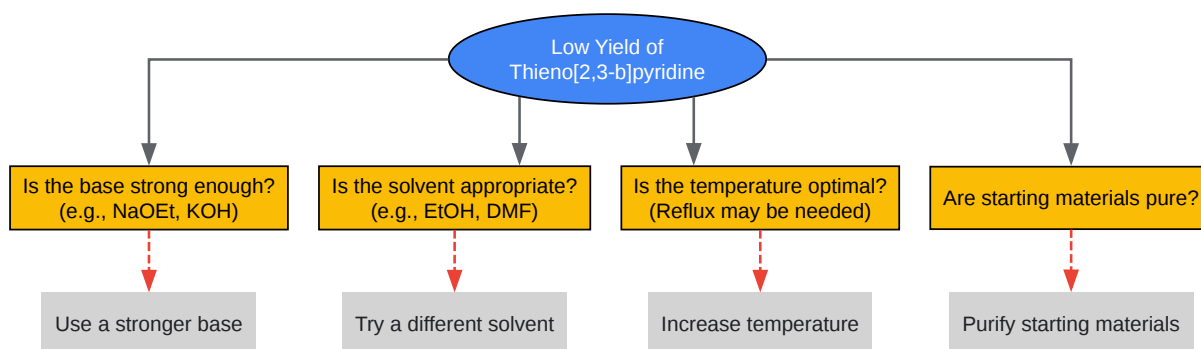 Low Yield of
Thieno[2,3-b]pyridine
Is the base strong enough?
(e.g., NaOEt, KOH)
Is the solvent appropriate?
(e.g., EtOH, DMF)
Is the temperature optimal?
(Reflux may be needed)
Are starting materials pure?
Use a stronger base
Try a different solvent
Increase temperature
Purify starting materials